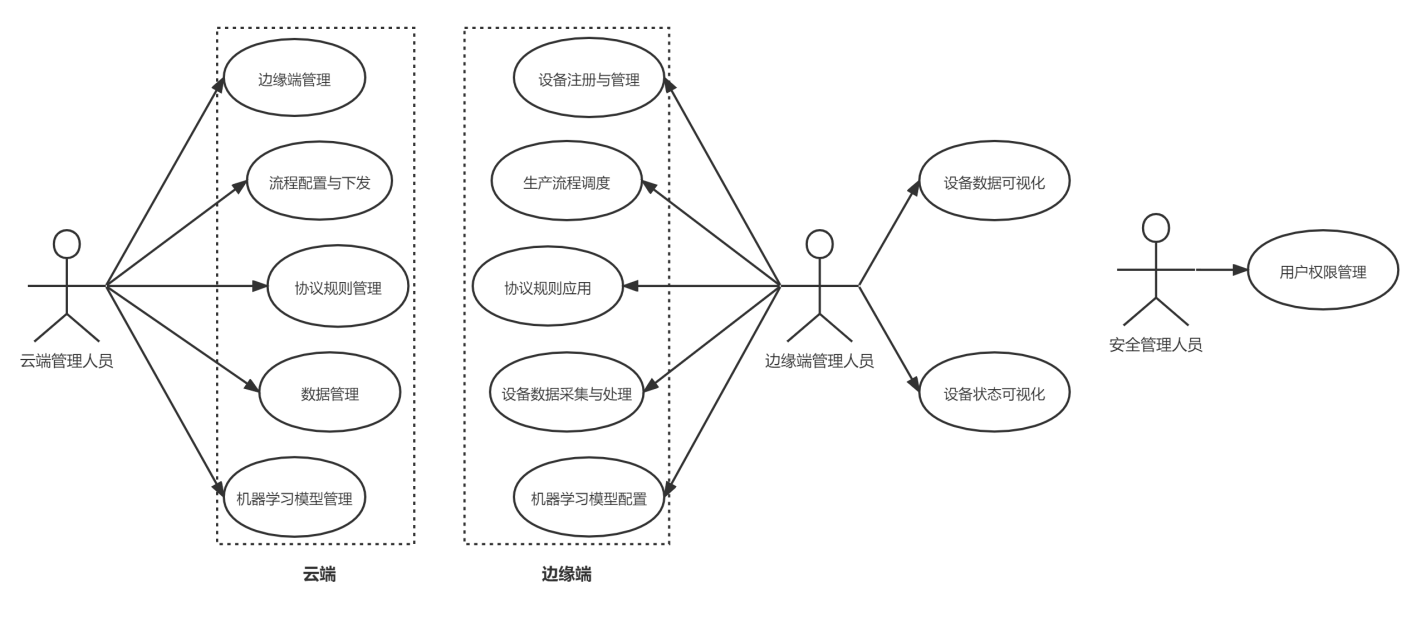 边缘端管理
流程配置与下发
协议规则管理
数据管理
机器学习模型管理
云端管理人员
云端
设备注册与管理
生产流程调度
协议规则应用
设备数据采集与处理
机器学习模型配置
边缘端
边缘端管理人员
设备数据可视化
设备状态可视化
安全管理人员
用户权限管理